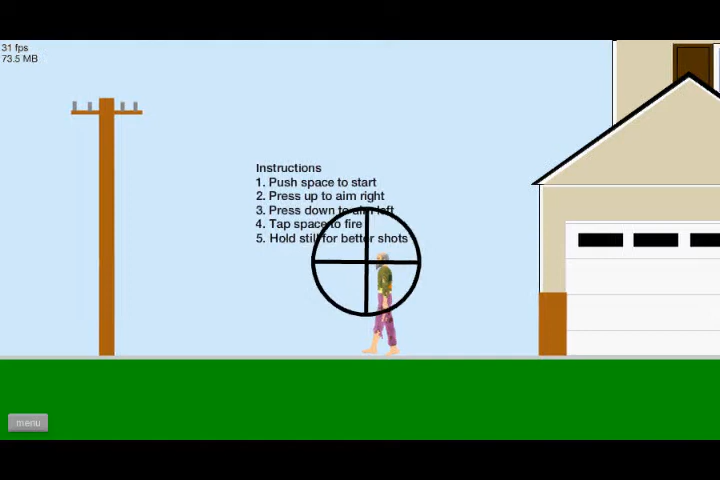 31 fps
73.5 MB
Instructions
1. Push space to start
2. Press up to aim right
3. Press down to aim left
4. Tap space to fire
5. Hold still for better shots
menu